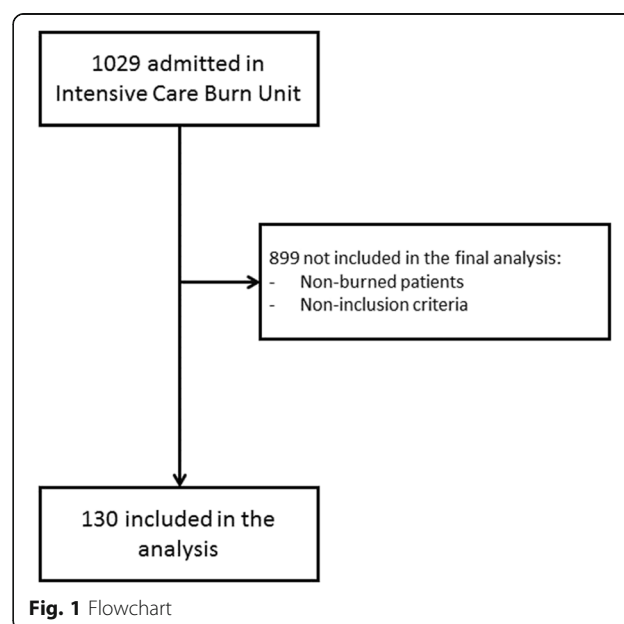 1029 admitted in
Intensive Care Burn Unit
899 not included in the final analysis:
- Non-burned patients
- Non-inclusion criteria
130 included in the
analysis
Fig. 1 Flowchart